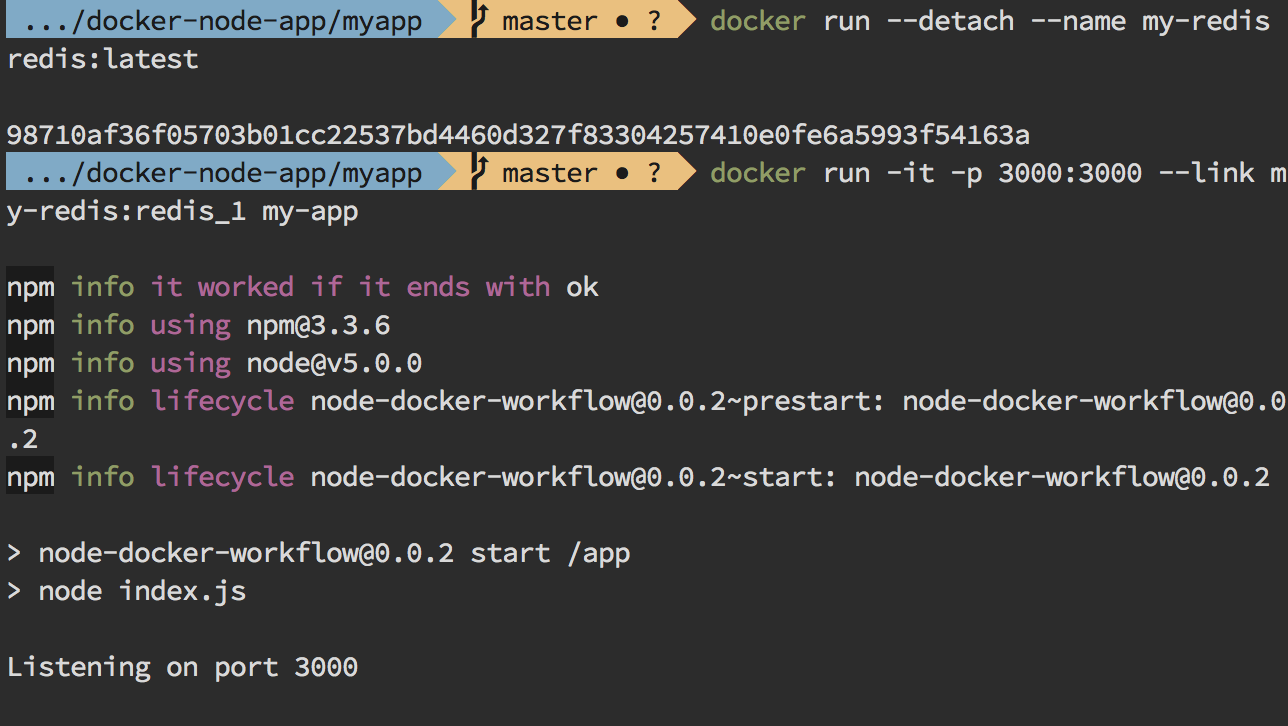 .../docker-node-app/myapp master ● ? docker run --detach --name my-redis
redis:latest
98710af36f05703b01cc22537bd4460d327f83304257410e0fe6a5993f54163a
.../docker-node-app/myapp master ● ? docker run -it -p 3000:3000 --link m
y-redis:redis_1 my-app
npm info it worked if it ends with ok
npm info using npm@3.3.6
npm info using node@v5.0.0
npm info lifecycle node-docker-workflow@0.0.2~prestart: node-docker-workflow@0.0
.2
npm info lifecycle node-docker-workflow@0.0.2~start: node-docker-workflow@0.0.2
> node-docker-workflow@0.0.2 start /app
> node index.js
Listening on port 3000